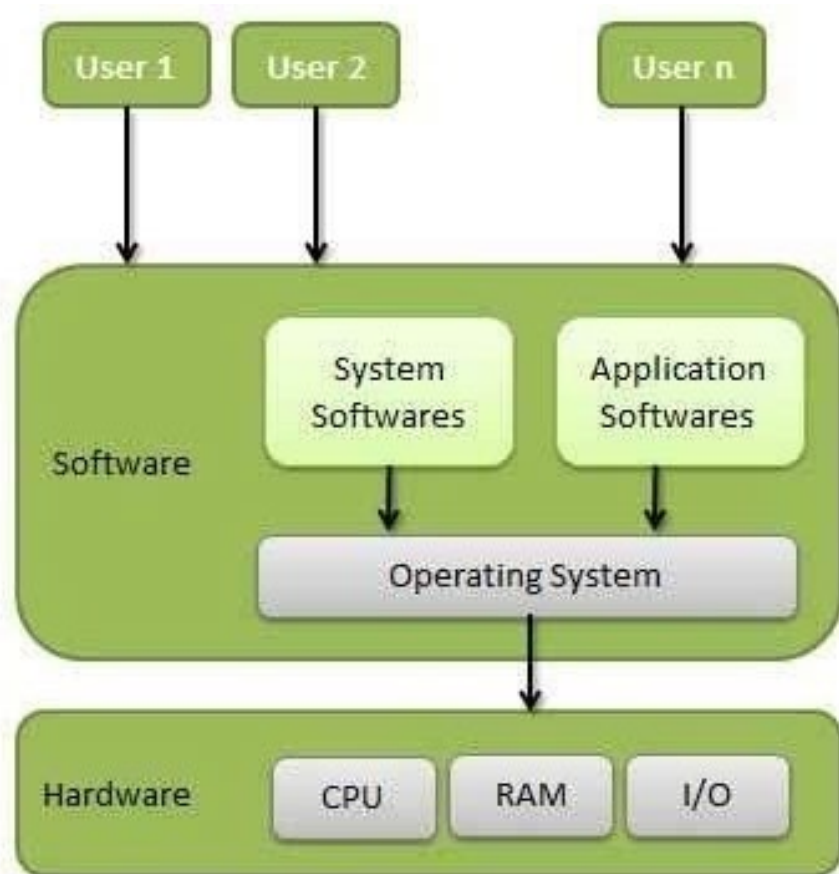 User 1
User 2
User n
System
Softwares
Application
Softwares
Software
Operating System
Hardware
CPU
RAM
I/O